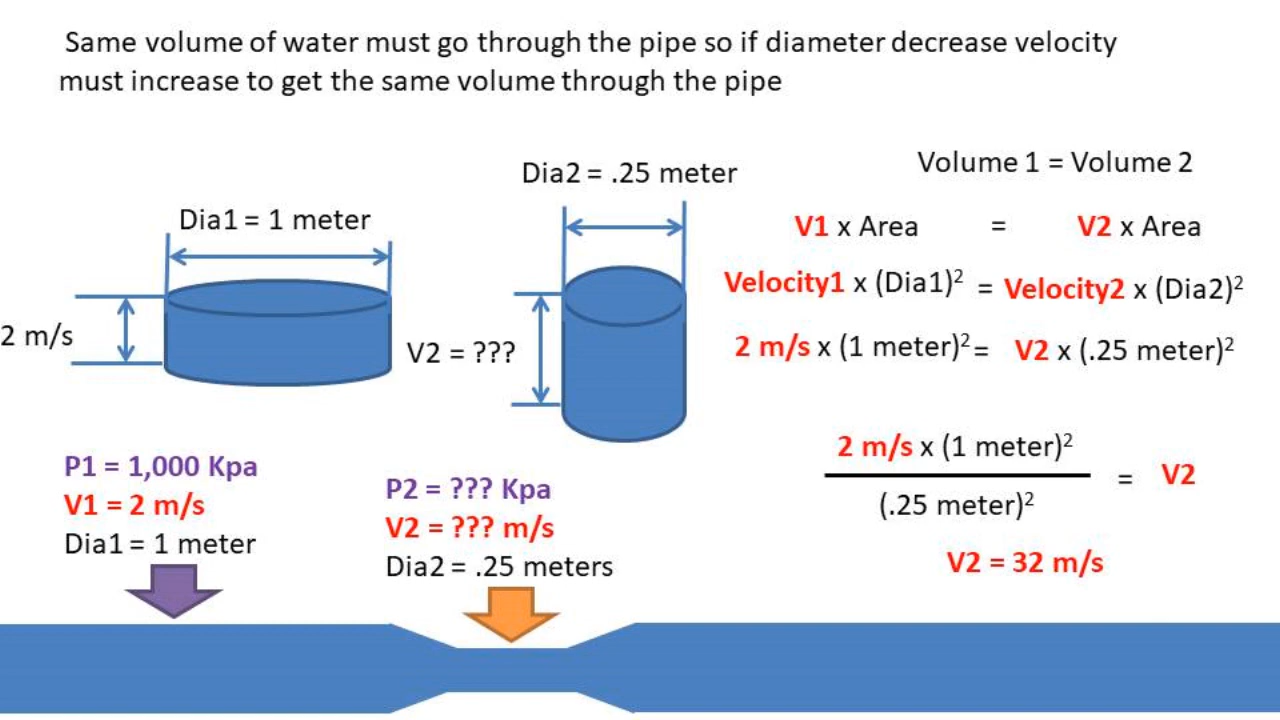 Same volume of water must go through the pipe so if diameter decrease velocity
must increase to get the same volume through the pipe
Dia1 = 1 meter
2 m/s
Dia2 = .25 meter
V2 = ???
Volume 1 = Volume 2
V1 x Area = V2 x Area
Velocity1 x (Dia1)² = Velocity2 x (Dia2)²
2 m/s x (1 meter)² = V2 x (.25 meter)²
2 m/s x (1 meter)²
(.25 meter)²
= V2
V2 = 32 m/s
P1 = 1,000 Kpa
V1 = 2 m/s
Dia1 = 1 meter
P2 = ??? Kpa
V2 = ??? m/s
Dia2 = .25 meters